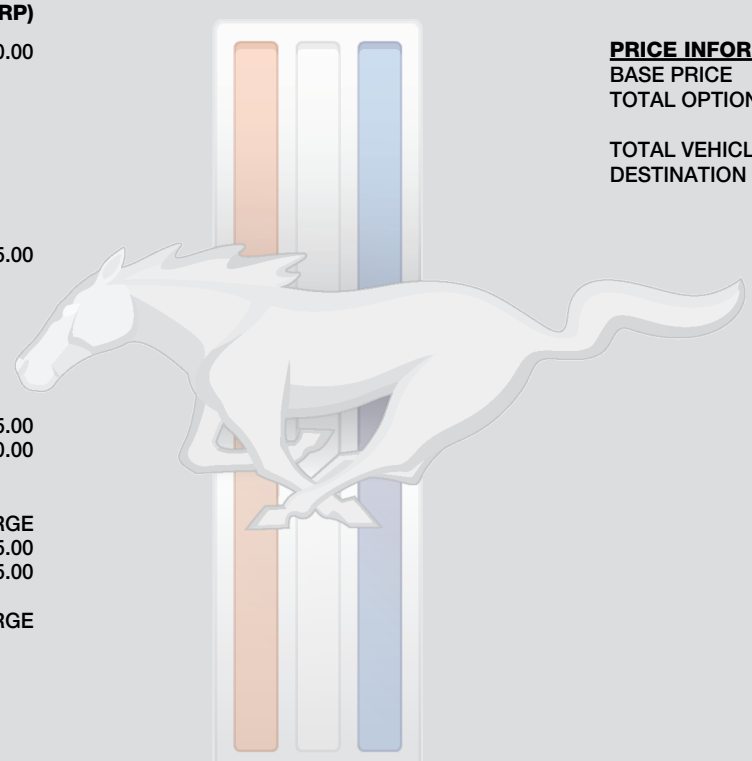 RP)
0.00
5.00
5.00
0.00
RGE
5.00
5.00
RGE
PRICE INFOR
BASE PRICE
TOTAL OPTION
TOTAL VEHICL
DESTINATION